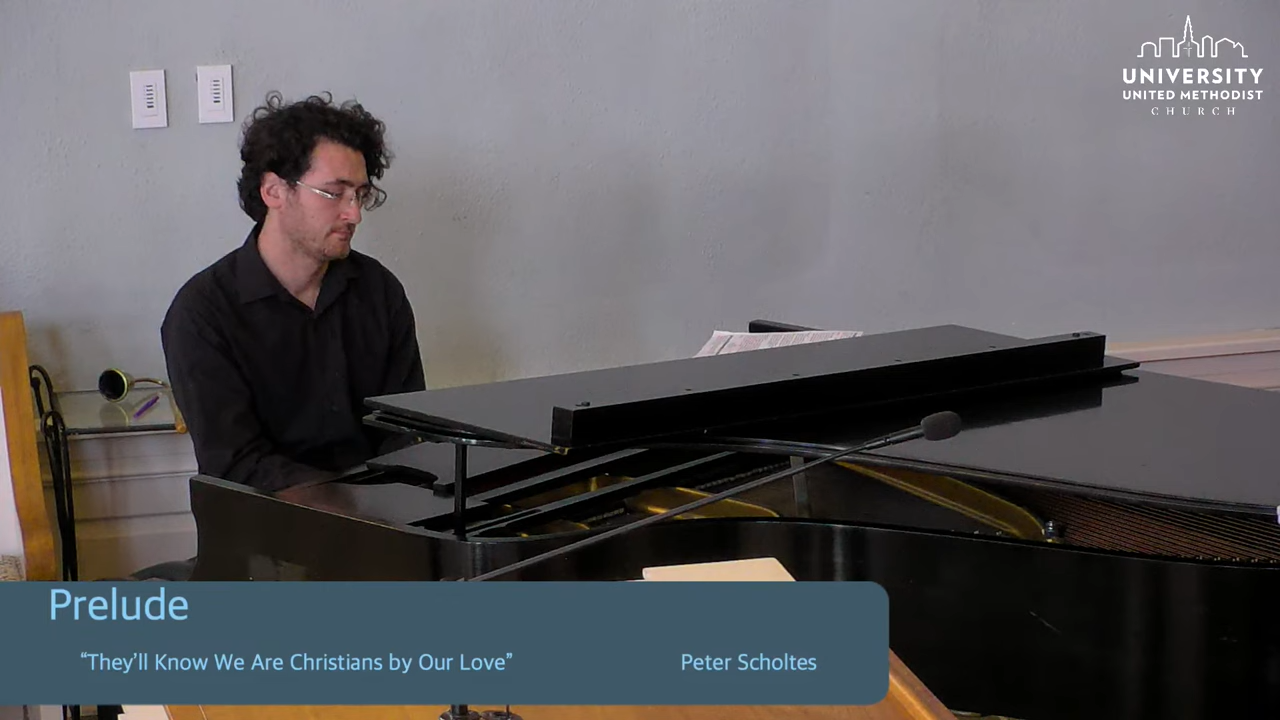 UNIVERSITY
UNITED METHODIST
CHURCH
Prelude
“They’ll Know We Are Christians by Our Love” Peter Scholtes